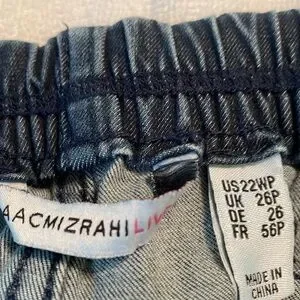 AACMIZRAHILIV
US22WP
UK 26P
DE 26
FR 56P
MADE IN
CHINA